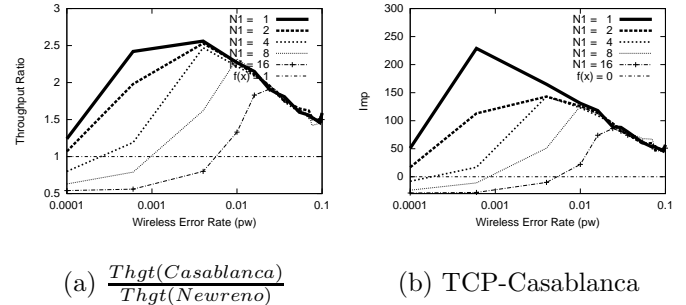 3
2.5
2
1.5
1
0.5
Throughput Ratio
N1 = 1
N1 = 2
N1 = 4
N1 = 8
N1 = 16
f(x) = 1
0.0001 0.001 0.01 0.1
Wireless Error Rate (pw)
300
250
200
150
100
50
0
Imp
N1 = 1
N1 = 2
N1 = 4
N1 = 8
N1 = 16
f(x) = 0
0.0001 0.001 0.01 0.1
Wireless Error Rate (pw)
(a) Thgt(Casablanca)
Thgt(Newreno)
(b) TCP-Casablanca